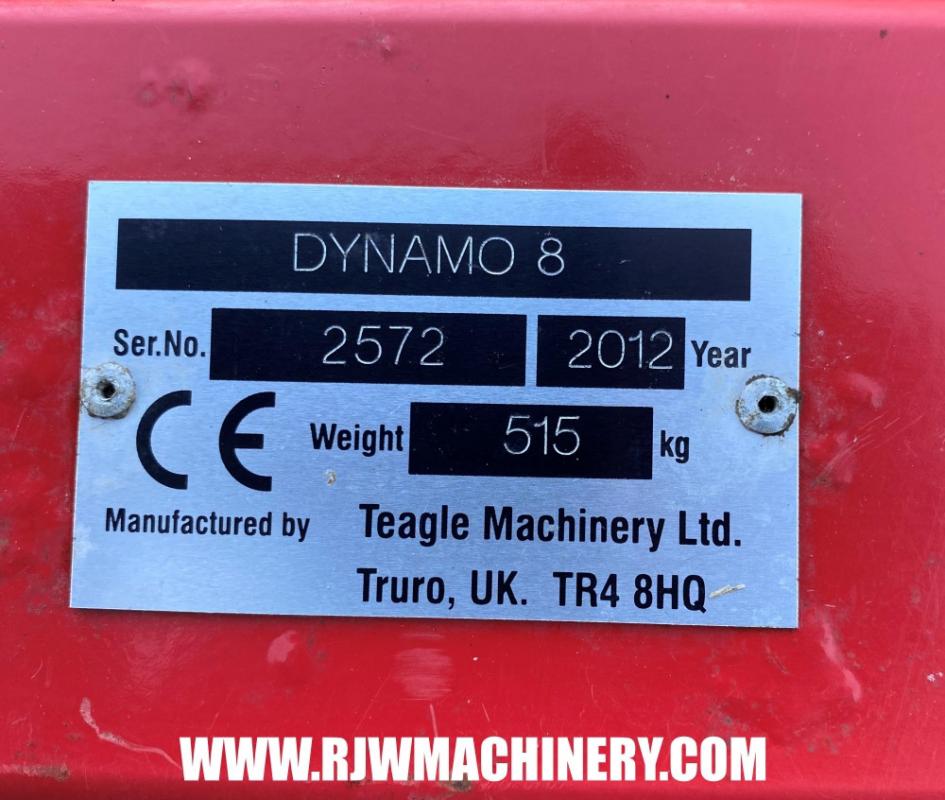 DYNAMO 8
Ser.No. 2572 2012 Year
CE Weight 515 kg
Manufactured by Teagle Machinery Ltd.
Truro, UK. TR4 8HQ
WWW.RJWMACHINERY.COM